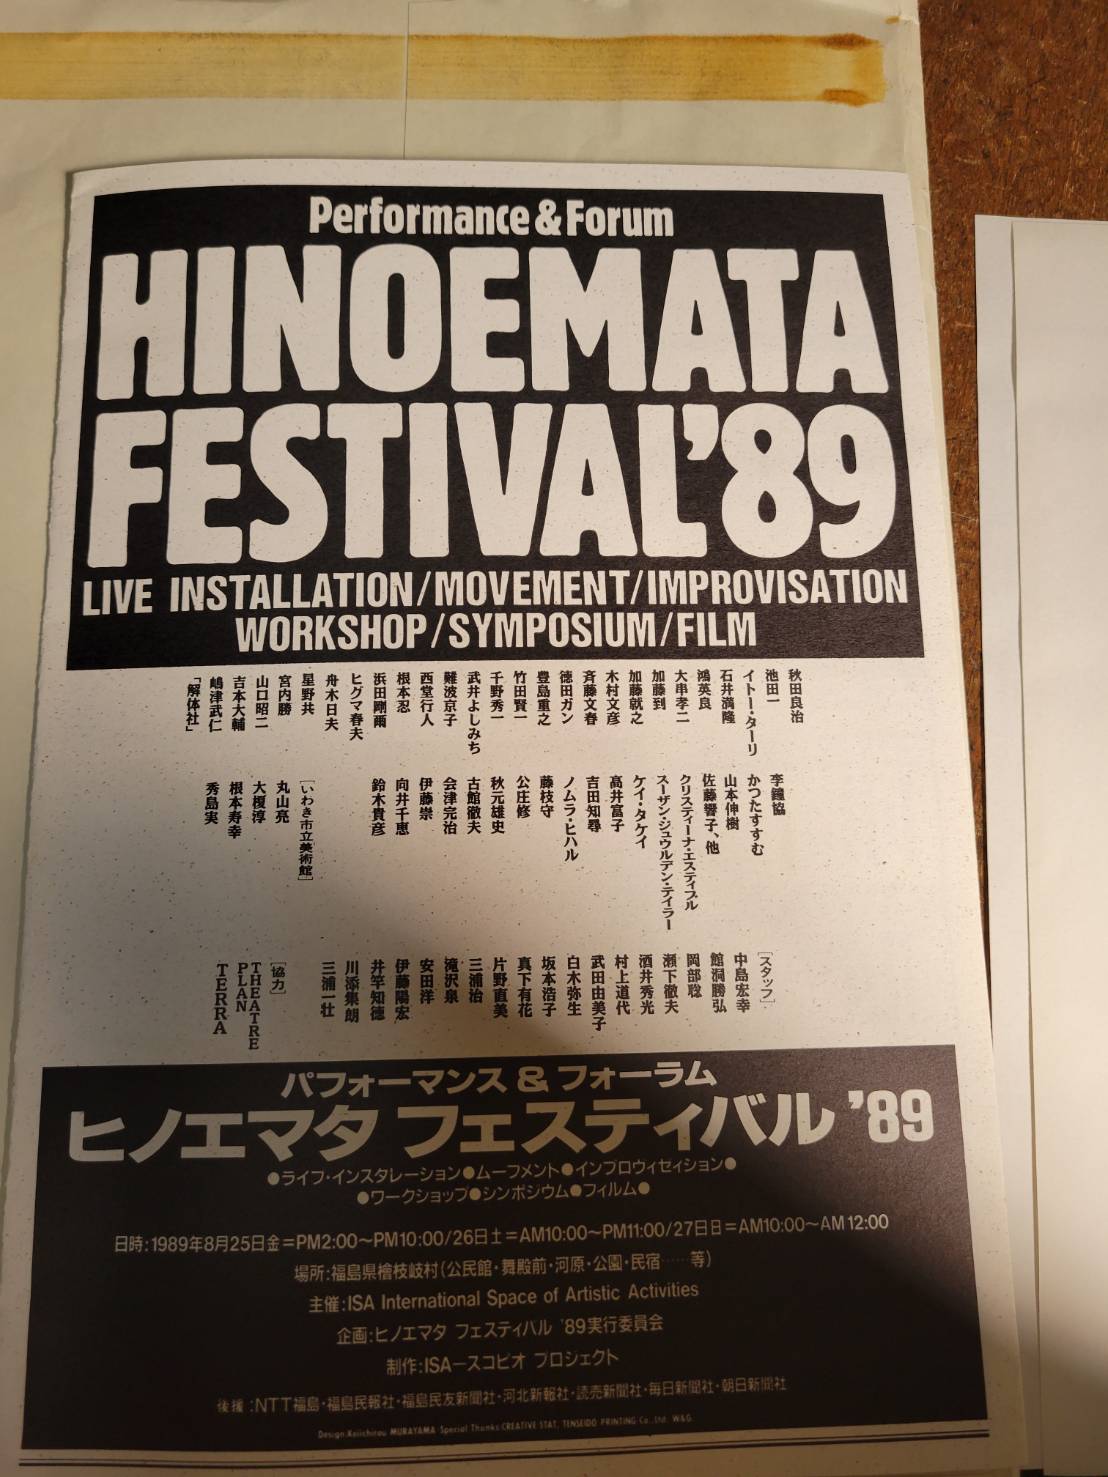 Performance & Forum
HINOEMATA
FESTIVAL'89
LIVE INSTALLATION/MOVEMENT/IMPROVISATION
WORKSHOP/SYMPOSIUM/FILM
秋田良治
池田一
イトー・ターリ
石井満隆
鴻英良
大串孝二
加藤到
加藤就之
木村文彦
斉藤文春
徳田ガン
豊島重之
竹田賢一
千野秀一
武井よしみち
難波京子
西堂行人
根本忍
浜田剛爾
ヒグマ春夫
舟木日夫
星野共
宮内勝
山口昭二
吉本大輔
嶋津武仁
「解体社」
李鐘協
かつたすすむ
山本伸樹
佐藤響子、他
クリスティーナ・エスティブル
スーザン・ジュウルデン・テイラー
ケイ・タケイ
高井富子
吉田知尋
ノムラ・ヒハル
藤枝守
公庄修
秋元雄史
古館徹夫
会津完治
伊藤崇
向井千恵
鈴木貴彦
[いわき市立美術館]
丸山亮
大榎淳
根本寿幸
秀島実
[スタッフ]
中島宏幸
館洞勝弘
岡部聡
瀬下徹夫
酒井秀光
村上道代
武田由美子
白木弥生
坂本浩子
真下有花
片野直美
三浦治
滝沢泉
安田洋
伊藤陽宏
井竿知徳
川添集朗
三浦一壮
[協力]
THEATRE
PLAN
TERRA
パフォーマンス & フォーラム
ヒノエマタ フェスティバル '89
●ライフ・インスタレーション●ムーブメント●インプロヴィセイション●
●ワークショップ●シンポジウム●フィルム●
日時:1989年8月25日金=PM2:00〜PM10:00/26日土=AM10:00〜PM11:00/27日日=AM10:00〜AM12:00
場所:福島県檜枝岐村(公民館・舞殿前・河原・公園・民宿……等)
主催:ISA International Space of Artistic Activities
企画:ヒノエマタ フェスティバル '89実行委員会
制作:ISAースコピオ プロジェクト
後援:NTT福島・福島民報社・福島民友新聞社・河北新報社・読売新聞社・毎日新聞社・朝日新聞社
Design:Koiichirou MURAYAMA Special Thanks:CREATIVE STAT, TENSEIDO PRINTING Co., Ltd. W&G.